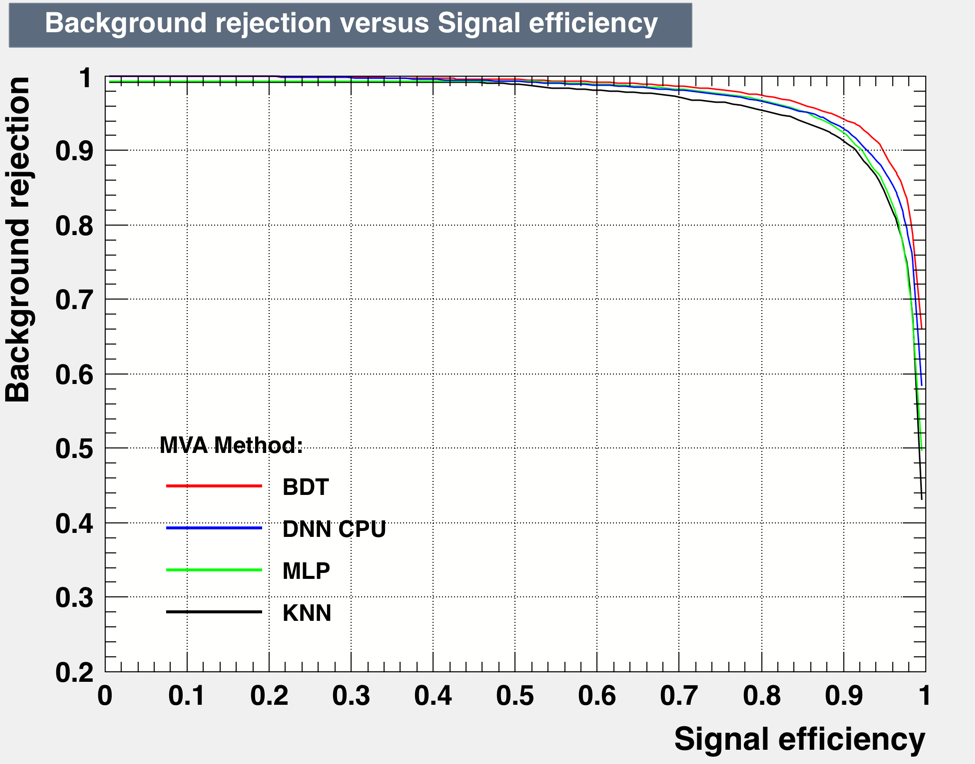 Background rejection versus Signal efficiency
Background rejection
1
0.9
0.8
0.7
0.6
0.5
0.4
0.3
0.2
MVA Method:
BDT
DNN CPU
MLP
KNN
0 0.1 0.2 0.3 0.4 0.5 0.6 0.7 0.8 0.9 1
Signal efficiency